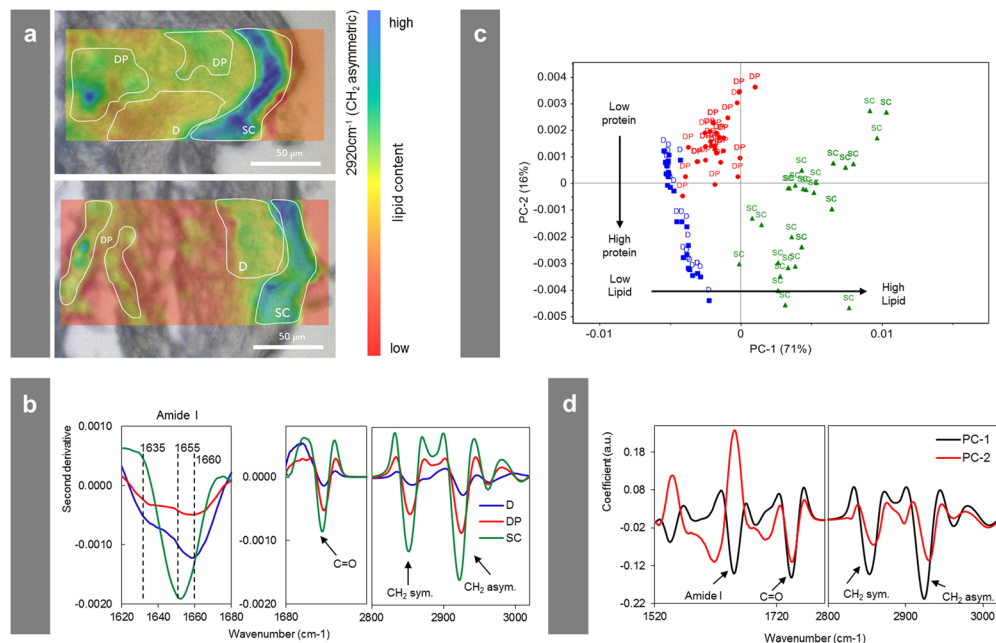 a
DP
DP
D
SC
50 µm
DP
D
SC
50 µm
high
2920cm⁻¹ (CH₂ asymmetric)
lipid content
low
c
0.004
0.003
0.002
0.001
0
-0.001
-0.002
-0.003
-0.004
-0.005
PC-2 (16%)
Low
protein
High
protein
Low
Lipid
High
Lipid
DP
SC
D
-0.01
0
0.01
PC-1 (71%)
b
Amide I
1635
1655
1660
0.0010
0.0000
-0.0010
-0.0020
Second derivative
1620
1640
1660
1680
0.0000
-0.0010
-0.0020
C=O
D
DP
SC
CH₂ sym.
CH₂ asym.
1680
1780
2800
2900
3000
Wavenumber (cm-1)
d
0.18
0.08
-0.02
-0.12
-0.22
Coefficient(a.u.)
PC-1
PC-2
Amide I
C=O
CH₂ sym.
CH₂ asym.
1520
1720
2800
2900
3000
Wavenumber (cm-1)